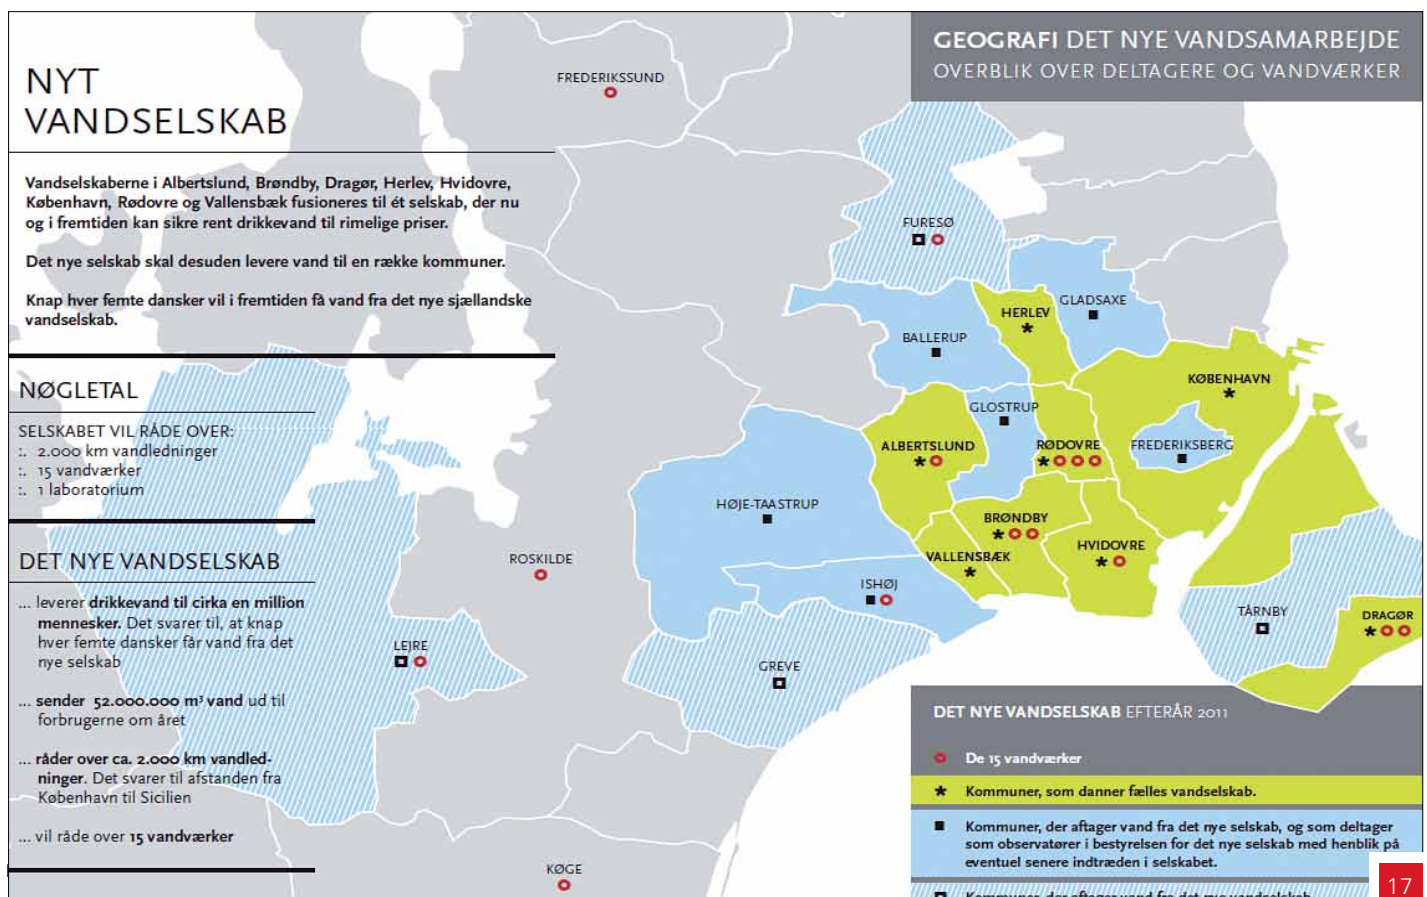 NYT
VANDSELSKAB
Vandselskaberne i Albertslund, Brøndby, Dragør, Herlev, Hvidovre,
København, Rødovre og Vallensbæk fusioneres til ét selskab, der nu
og i fremtiden kan sikre rent drikkevand til rimelige priser.
Det nye selskab skal desuden levere vand til en række kommuner.
Knap hver femte dansker vil i fremtiden få vand fra det nye sjællandske
vandselskab.
NØGLETAL
SELSKABET VIL RÅDE OVER:
:. 2.000 km vandledninger
:. 15 vandværker
:. 1 laboratorium
DET NYE VANDSELSKAB
... leverer drikkevand til cirka en million
mennesker. Det svarer til, at knap
hver femte dansker får vand fra det
nye selskab
... sender 52.000.000 m³ vand ud til
forbrugerne om året
... råder over ca. 2.000 km vandled-
ninger. Det svarer til afstanden fra
København til Sicilien
... vil råde over 15 vandværker
GEOGRAFI DET NYE VANDSAMARBEJDE
OVERBLIK OVER DELTAGERE OG VANDVÆRKER
FREDERIKSSUND
FURESØ
GLADSAXE
HERLEV
BALLERUP
KØBENHAVN
GLOSTRUP
ALBERTSLUND
RØDOVRE
FREDERIKSBERG
HØJE-TAASTRUP
BRØNDBY
HVIDOVRE
VALLENSBÆK
ROSKILDE
ISHØJ
TÅRNBY
DRAGØR
LEJRE
GREVE
KØGE
DET NYE VANDSELSKAB EFTERÅR 2011
De 15 vandværker
Kommuner, som danner fælles vandselskab.
Kommuner, der aftager vand fra det nye selskab, og som deltager
som observatører i bestyrelsen for det nye selskab med henblik på
eventuel senere indtræden i selskabet.
Kommuner, der aftager vand fra det nye vandselskab
17